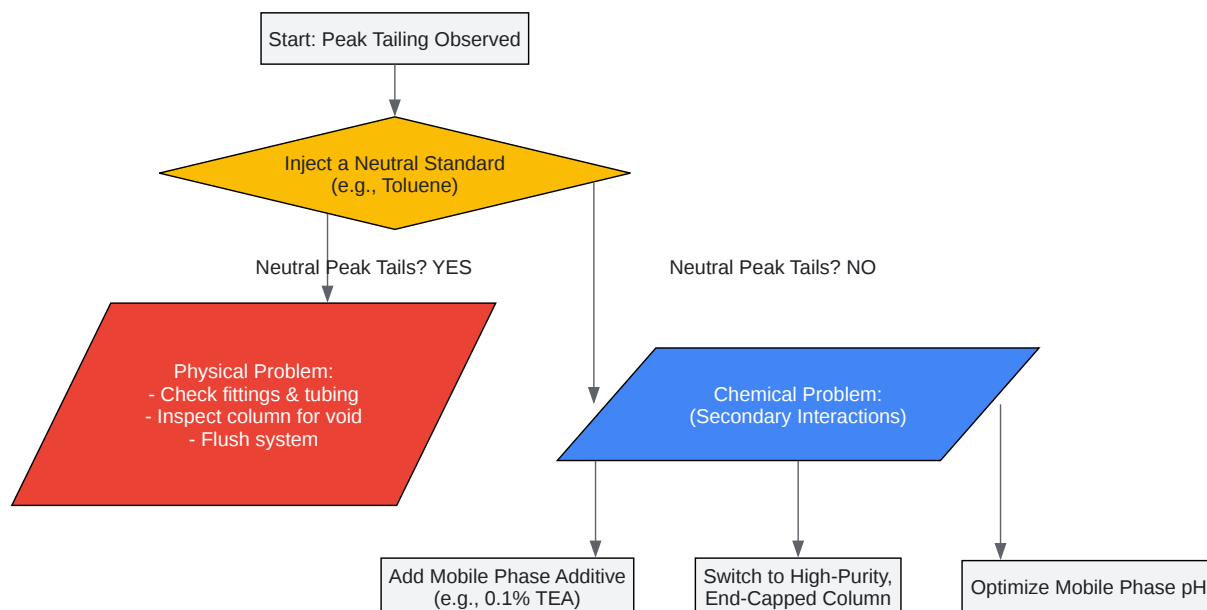 Start: Peak Tailing Observed
Inject a Neutral Standard
(e.g., Toluene)
Neutral Peak Tails? YES
Neutral Peak Tails? NO
Physical Problem:
- Check fittings & tubing
- Inspect column for void
- Flush system
Chemical Problem:
(Secondary Interactions)
Add Mobile Phase Additive
(e.g., 0.1% TEA)
Switch to High-Purity,
End-Capped Column
Optimize Mobile Phase pH